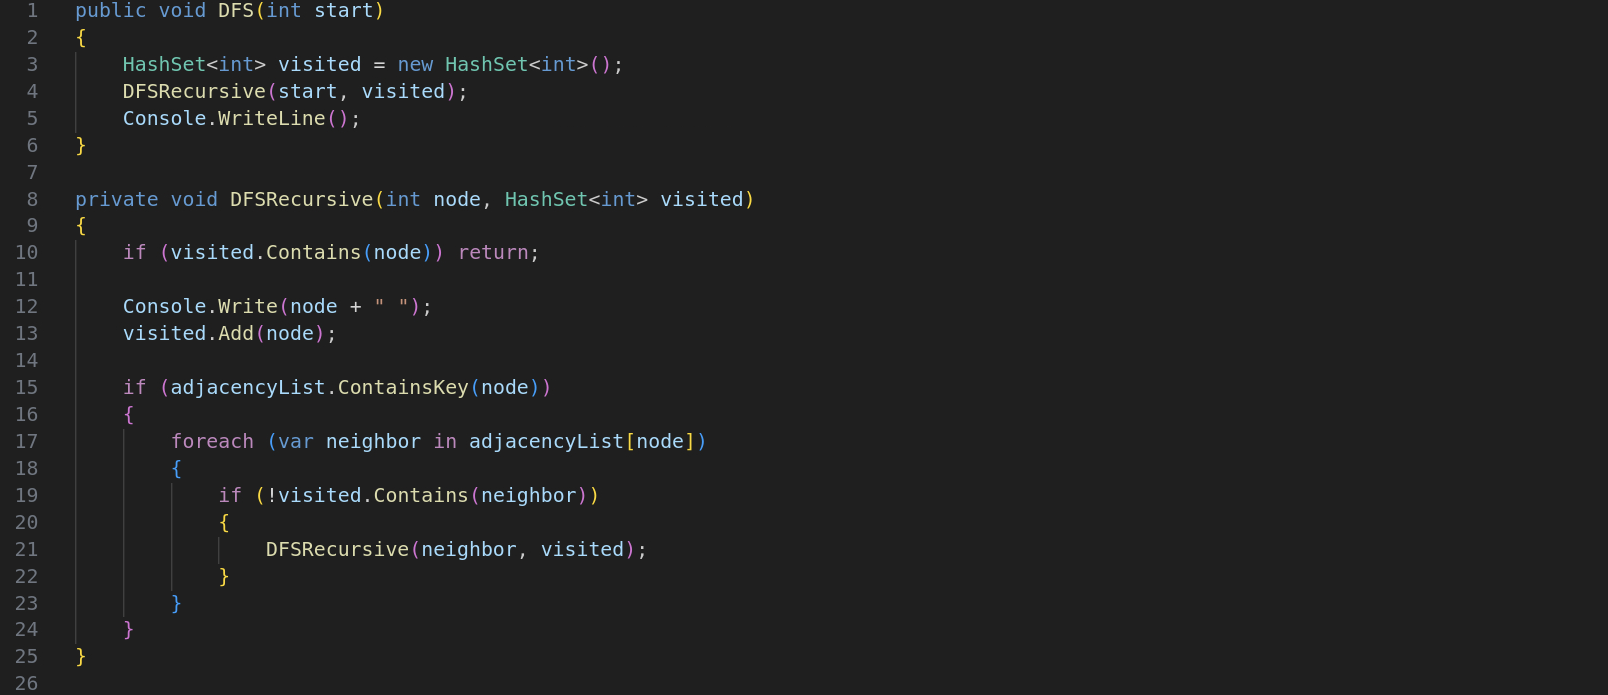 1 public void DFS(int start)
2 {
3     HashSet<int> visited = new HashSet<int>();
4     DFSRecursive(start, visited);
5     Console.WriteLine();
6 }
7
8 private void DFSRecursive(int node, HashSet<int> visited)
9 {
10     if (visited.Contains(node)) return;
11
12     Console.Write(node + " ");
13     visited.Add(node);
14
15     if (adjacencyList.ContainsKey(node))
16     {
17         foreach (var neighbor in adjacencyList[node])
18         {
19             if (!visited.Contains(neighbor))
20             {
21                 DFSRecursive(neighbor, visited);
22             }
23         }
24     }
25 }
26